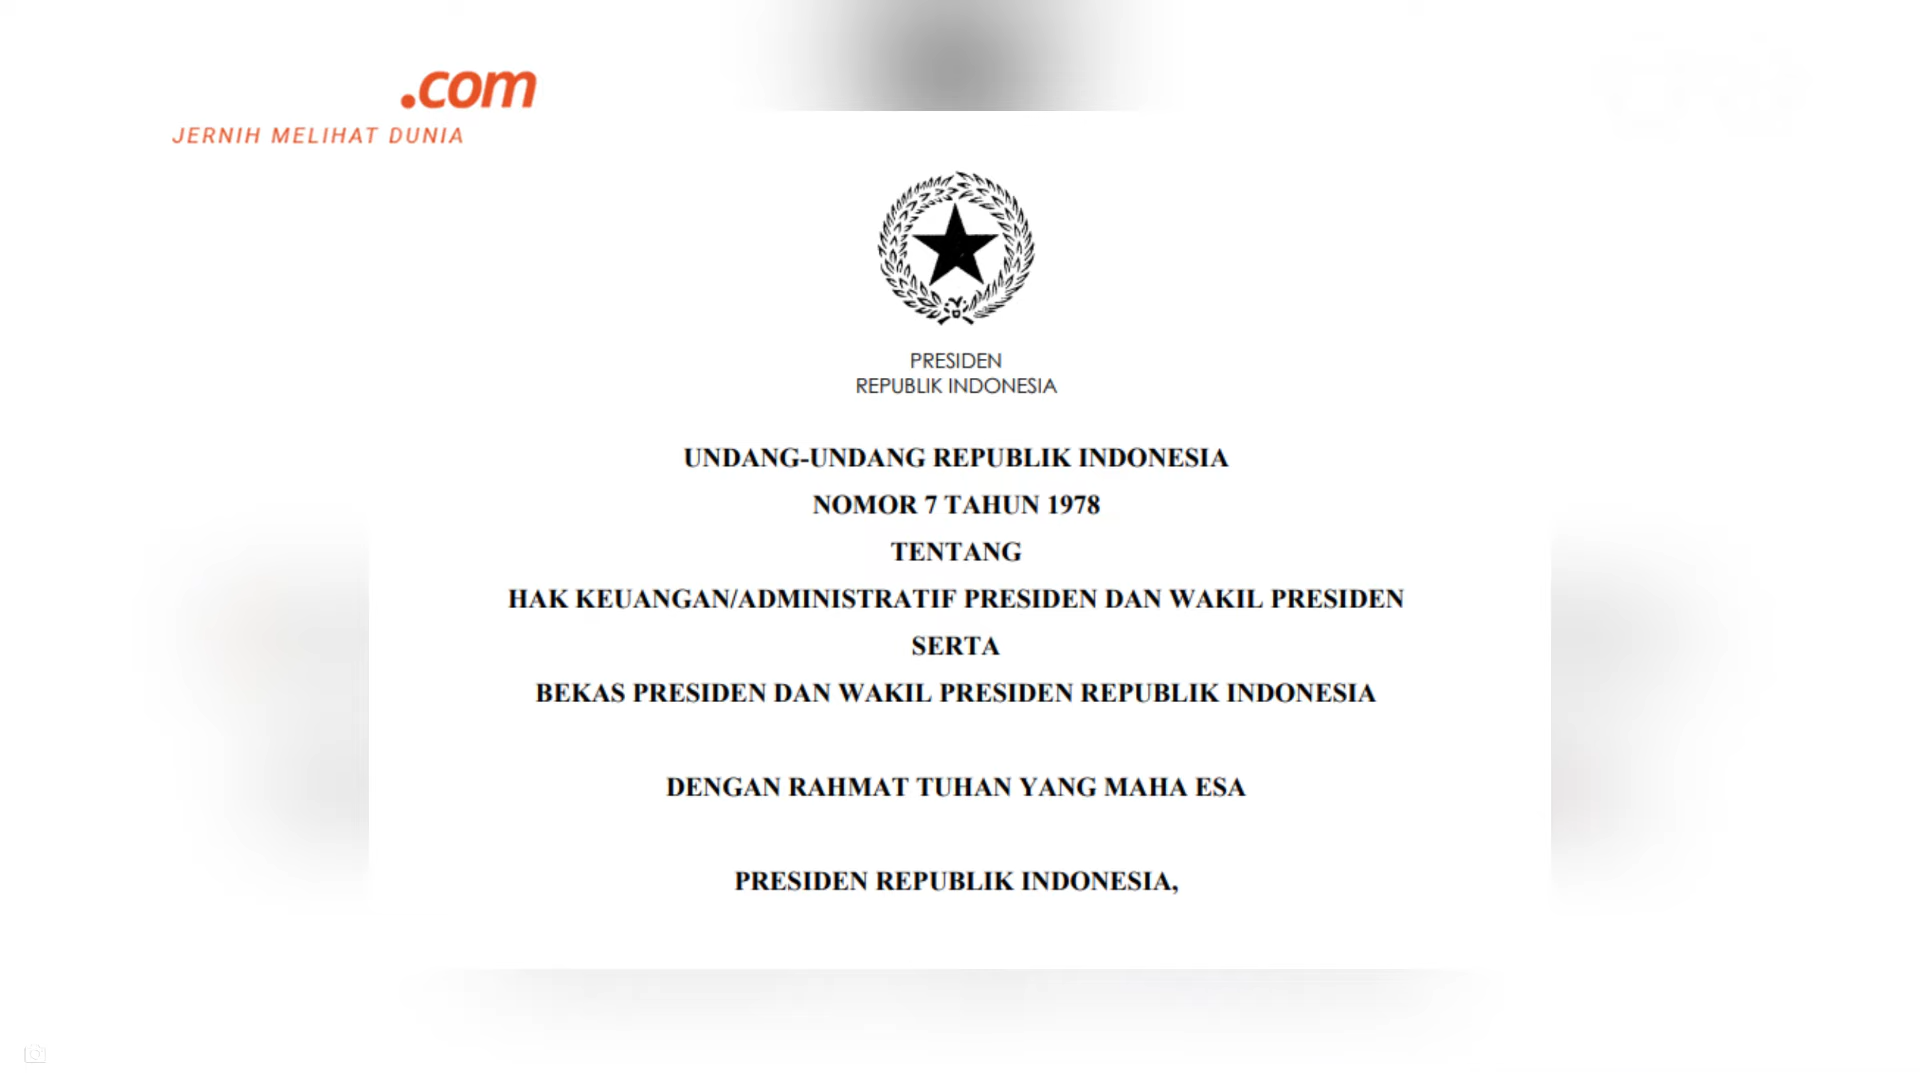 .com
JERNIH MELIHAT DUNIA
PRESIDEN
REPUBLIK INDONESIA
UNDANG-UNDANG REPUBLIK INDONESIA
NOMOR 7 TAHUN 1978
TENTANG
HAK KEUANGAN/ADMINISTRATIF PRESIDEN DAN WAKIL PRESIDEN
SERTA
BEKAS PRESIDEN DAN WAKIL PRESIDEN REPUBLIK INDONESIA
DENGAN RAHMAT TUHAN YANG MAHA ESA
PRESIDEN REPUBLIK INDONESIA,